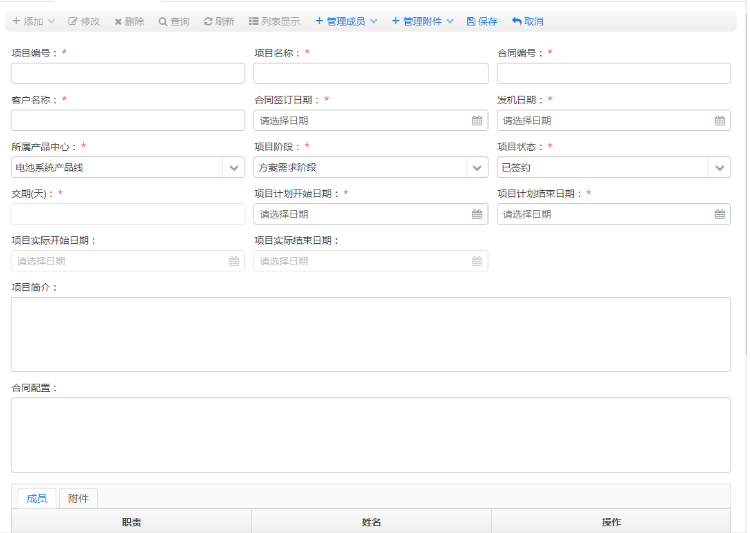 + 添加 修改 删除 查询 刷新 列表显示 + 管理成员 + 管理附件 保存 取消
项目编号：* 项目名称：* 合同编号：*
客户名称：* 合同签订日期：* 发机日期：*
请选择日期 请选择日期
所属产品中心：* 项目阶段：* 项目状态：*
电池系统产品线 方案需求阶段 已签约
交期(天)：* 项目计划开始日期：* 项目计划结束日期：*
请选择日期 请选择日期
项目实际开始日期： 项目实际结束日期：
请选择日期 请选择日期
项目简介：
合同配置：
成员 附件
职责 姓名 操作